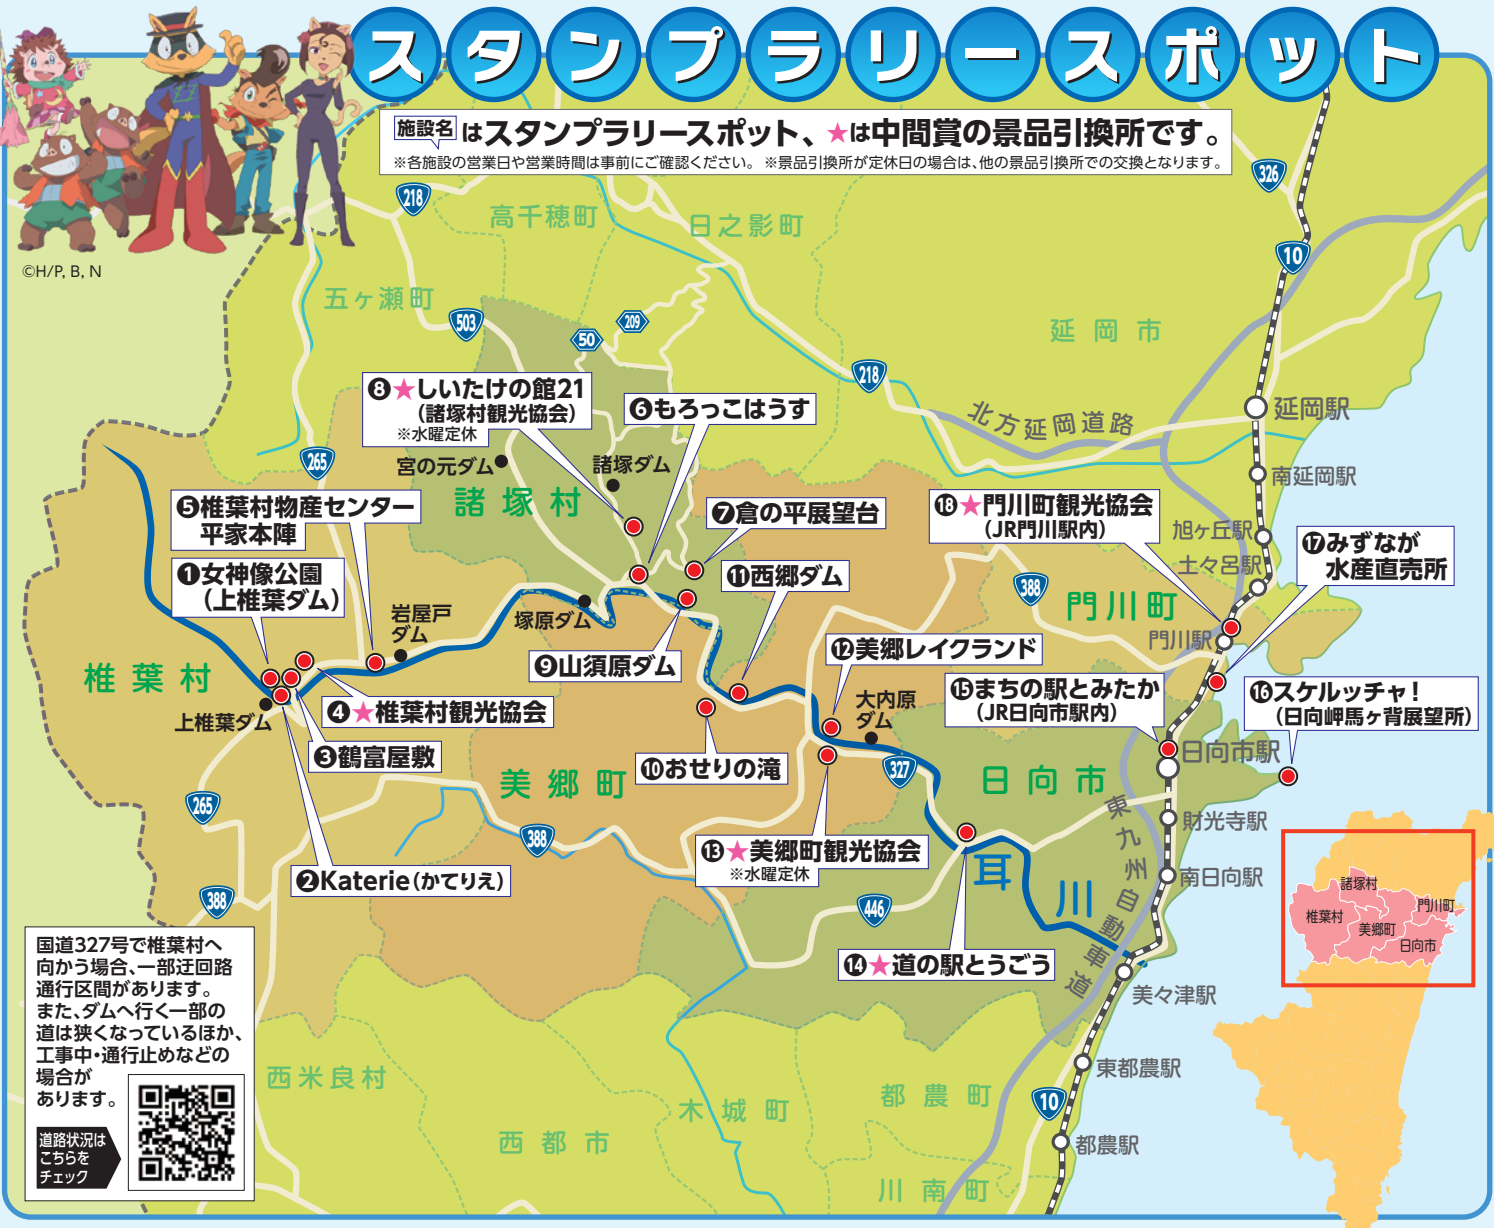 スタンプラリースポット
施設名 はスタンプラリースポット、★は中間賞の景品引換所です。
※各施設の営業日や営業時間は事前にご確認ください。 ※景品引換所が定休日の場合は、他の景品引換所での交換となります。
©H/P, B, N
326
218
高千穂町
日之影町
10
五ヶ瀬町
503
50
209
延岡市
218
❽★しいたけの館21
(諸塚村観光協会)
※水曜定休
❻もろっこはうす
北方延岡道路
延岡駅
265
宮の元ダム
諸塚ダム
南延岡駅
諸塚村
❺椎葉村物産センター
平家本陣
❼倉の平展望台
⓲★門川町観光協会
(JR門川駅内)
旭ヶ丘駅
⓱みずなが
水産直売所
土々呂駅
❶女神像公園
(上椎葉ダム)
⓫西郷ダム
388
門川町
岩屋戸
ダム
塚原ダム
門川駅
椎葉村
❾山須原ダム
⓬美郷レイクランド
⓯まちの駅とみたか
(JR日向市駅内)
⓰スケルッチャ！
(日向岬馬ヶ背展望所)
上椎葉ダム
❹★椎葉村観光協会
大内原
ダム
❸鶴富屋敷
❿おせりの滝
日向市駅
美郷町
327
日向市
265
388
東九州自動車道
財光寺駅
⓭★美郷町観光協会
※水曜定休
❷Katerie(かてりえ)
耳川
南日向駅
388
446
諸塚村
門川町
椎葉村
美郷町
日向市
⓮★道の駅とうごう
国道327号で椎葉村へ
向かう場合、一部迂回路
通行区間があります。
また、ダムへ行く一部の
道は狭くなっているほか、
工事中・通行止めなどの
場合が
あります。
道路状況は
こちらを
チェック
美々津駅
東都農駅
西米良村
木城町
都農町
10
西都市
都農駅
川南町